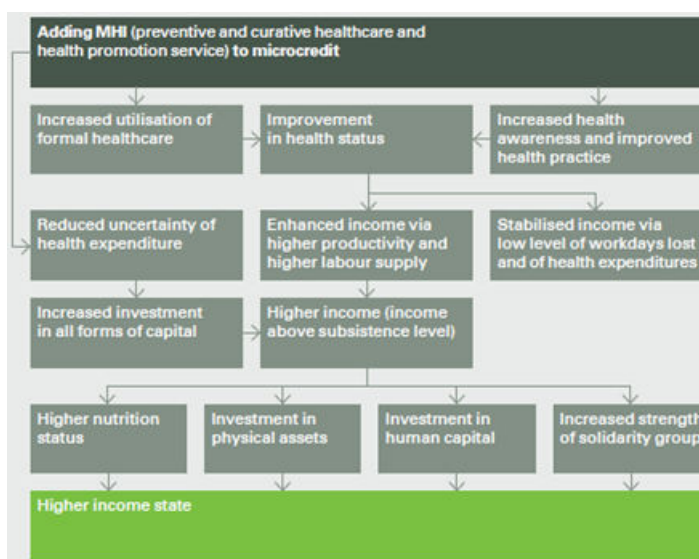 Adding MHI (preventive and curative healthcare and
health promotion service) to microcredit
Increased utilisation of
formal healthcare
Improvement
in health status
Increased health
awareness and improved
health practice
Reduced uncertainty of
health expenditure
Enhanced income via
higher productivity and
higher labour supply
Stabilised income via
low level of workdays lost
and of health expenditures
Increased investment
in all forms of capital
Higher income (income
above subsistence level)
Higher nutrition
status
Investment in
physical assets
Investment in
human capital
Increased strength
of solidarity group
Higher income state